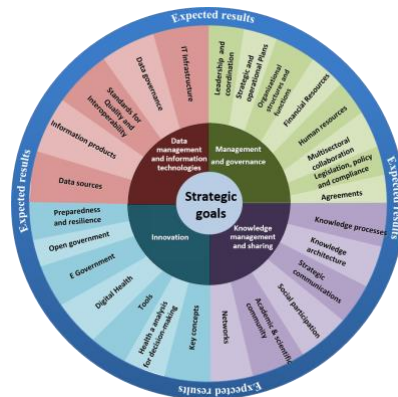 Expected results
Expected results
Expected results
Expected results
Strategic
goals
Data
management
and information
technologies
Management
and governance
Innovation
Knowledge
management
and sharing
IT infrastructure
Data governance
Standards for
Quality and
Interoperability
Information products
Data sources
Leadership and
coordination
Strategic and
operational Plans
Organizational
structures and
functions
Financial Resources
Human resources
Multisectoral
collaboration
Legislation, policy
and compliance
Agreements
Knowledge processes
Knowledge
architecture
Strategic
communications
Social participation
Academic & scientific
community
Networks
Key concepts
Health a analysis
for decision-making
Tools
Digital Health
E Government
Open government
Preparedness
and resilience